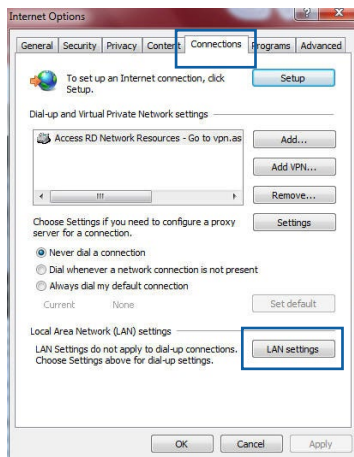 Internet Options
General Security Privacy Content Connections Programs Advanced
To set up an Internet connection, click
Setup.
Setup
Dial-up and Virtual Private Network settings
Access RD Network Resources - Go to vpn.as
Add...
Add VPN...
Remove...
Choose Settings if you need to configure a proxy
server for a connection.
Settings
Never dial a connection
Dial whenever a network connection is not present
Always dial my default connection
Current None
Set default
Local Area Network (LAN) settings
LAN Settings do not apply to dial-up connections.
Choose Settings above for dial-up settings.
LAN settings
OK Cancel Apply